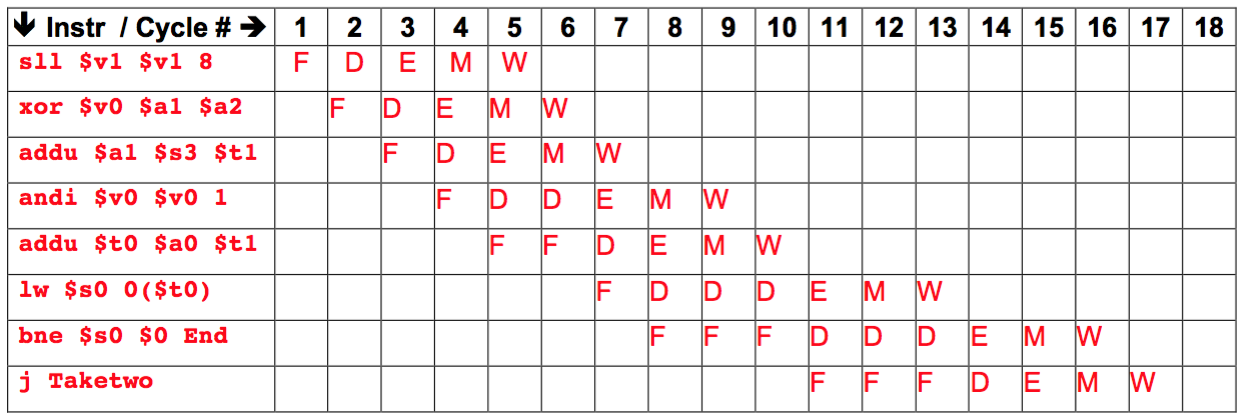 🡻 Instr / Cycle # ➔ 1 2 3 4 5 6 7 8 9 10 11 12 13 14 15 16 17 18
sll $v1 $v1 8 F D E M W
xor $v0 $a1 $a2 F D E M W
addu $a1 $s3 $t1 F D E M W
andi $v0 $v0 1 F D D E M W
addu $t0 $a0 $t1 F F D E M W
lw $s0 0($t0) F D D D E M W
bne $s0 $0 End F F F D D D E M W
j Taketwo F F F D E M W